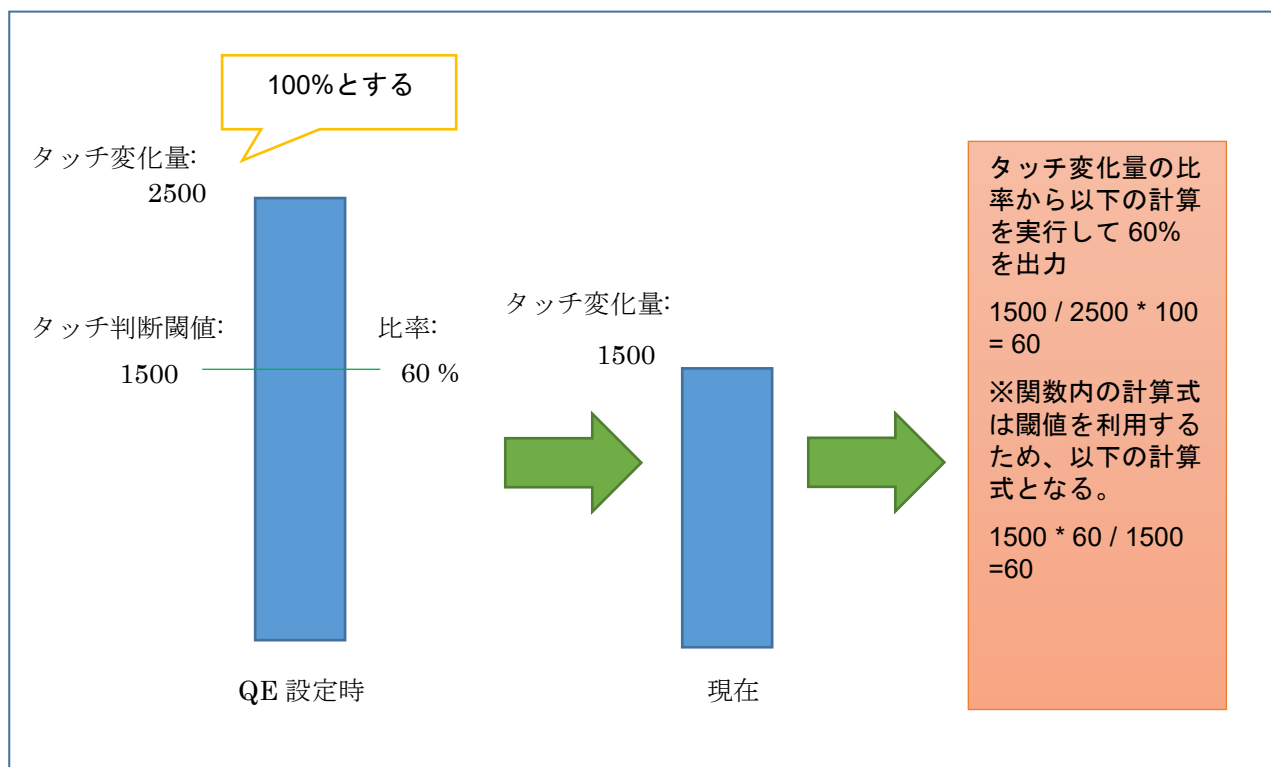 100%とする
タッチ変化量:
2500
タッチ判断閾値:
1500
比率:
60 %
QE 設定時
タッチ変化量:
1500
現在
タッチ変化量の比
率から以下の計算
を実行して 60%
を出力
1500 / 2500 * 100
= 60
※関数内の計算式
は閾値を利用する
ため、以下の計算
式となる。
1500 * 60 / 1500
=60